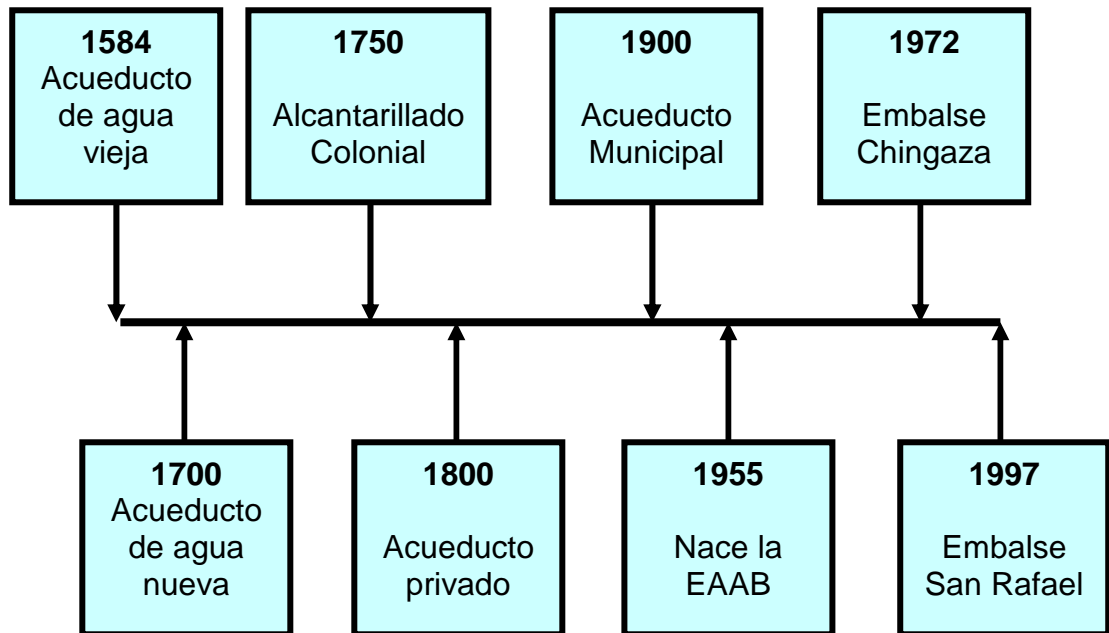 1584
Acueducto
de agua
vieja
1750
Alcantarillado
Colonial
1900
Acueducto
Municipal
1972
Embalse
Chingaza
1700
Acueducto
de agua
nueva
1800
Acueducto
privado
1955
Nace la
EAAB
1997
Embalse
San Rafael